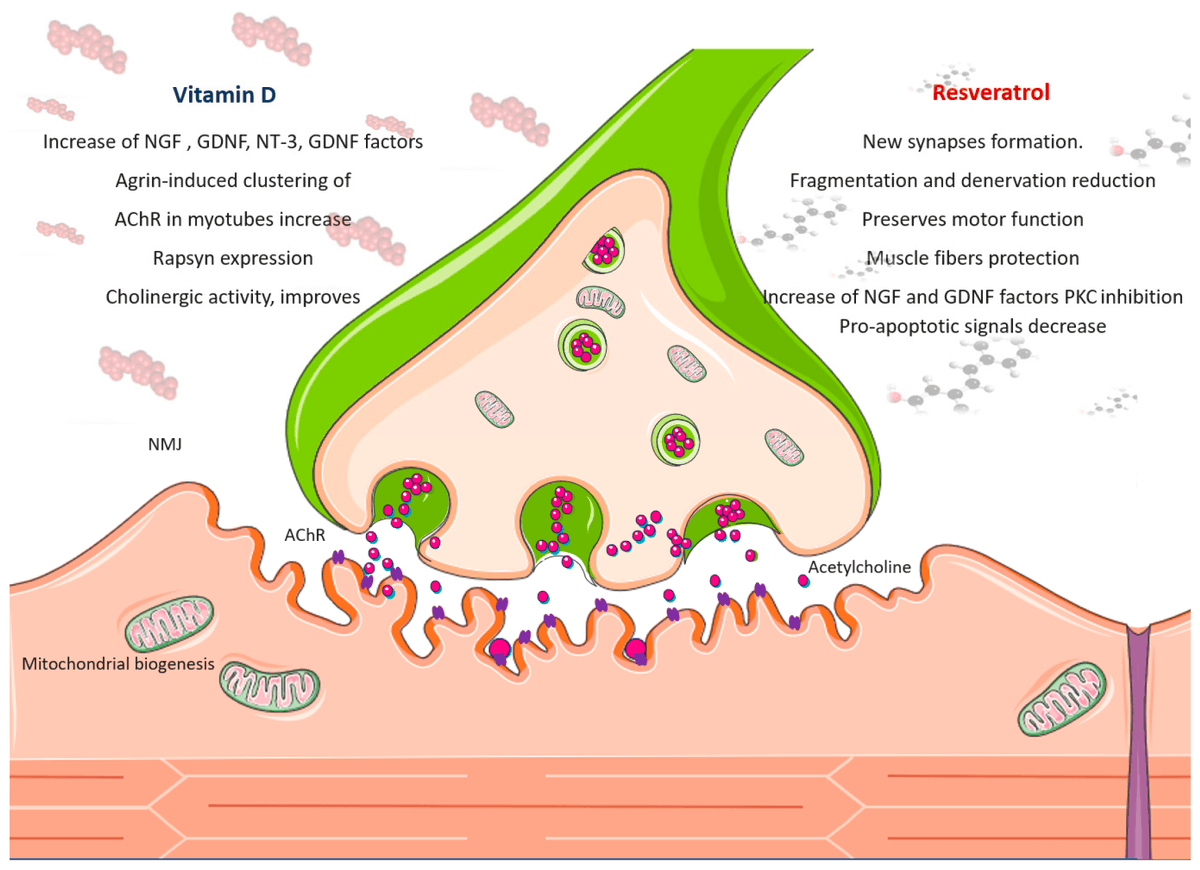 Vitamin D
Increase of NGF , GDNF, NT-3, GDNF factors
Agrin-induced clustering of
AChR in myotubes increase
Rapsyn expression
Cholinergic activity, improves
Resveratrol
New synapses formation.
Fragmentation and denervation reduction
Preserves motor function
Muscle fibers protection
Increase of NGF and GDNF factors PKC inhibition
Pro-apoptotic signals decrease
NMJ
AChR
Acetylcholine
Mitochondrial biogenesis